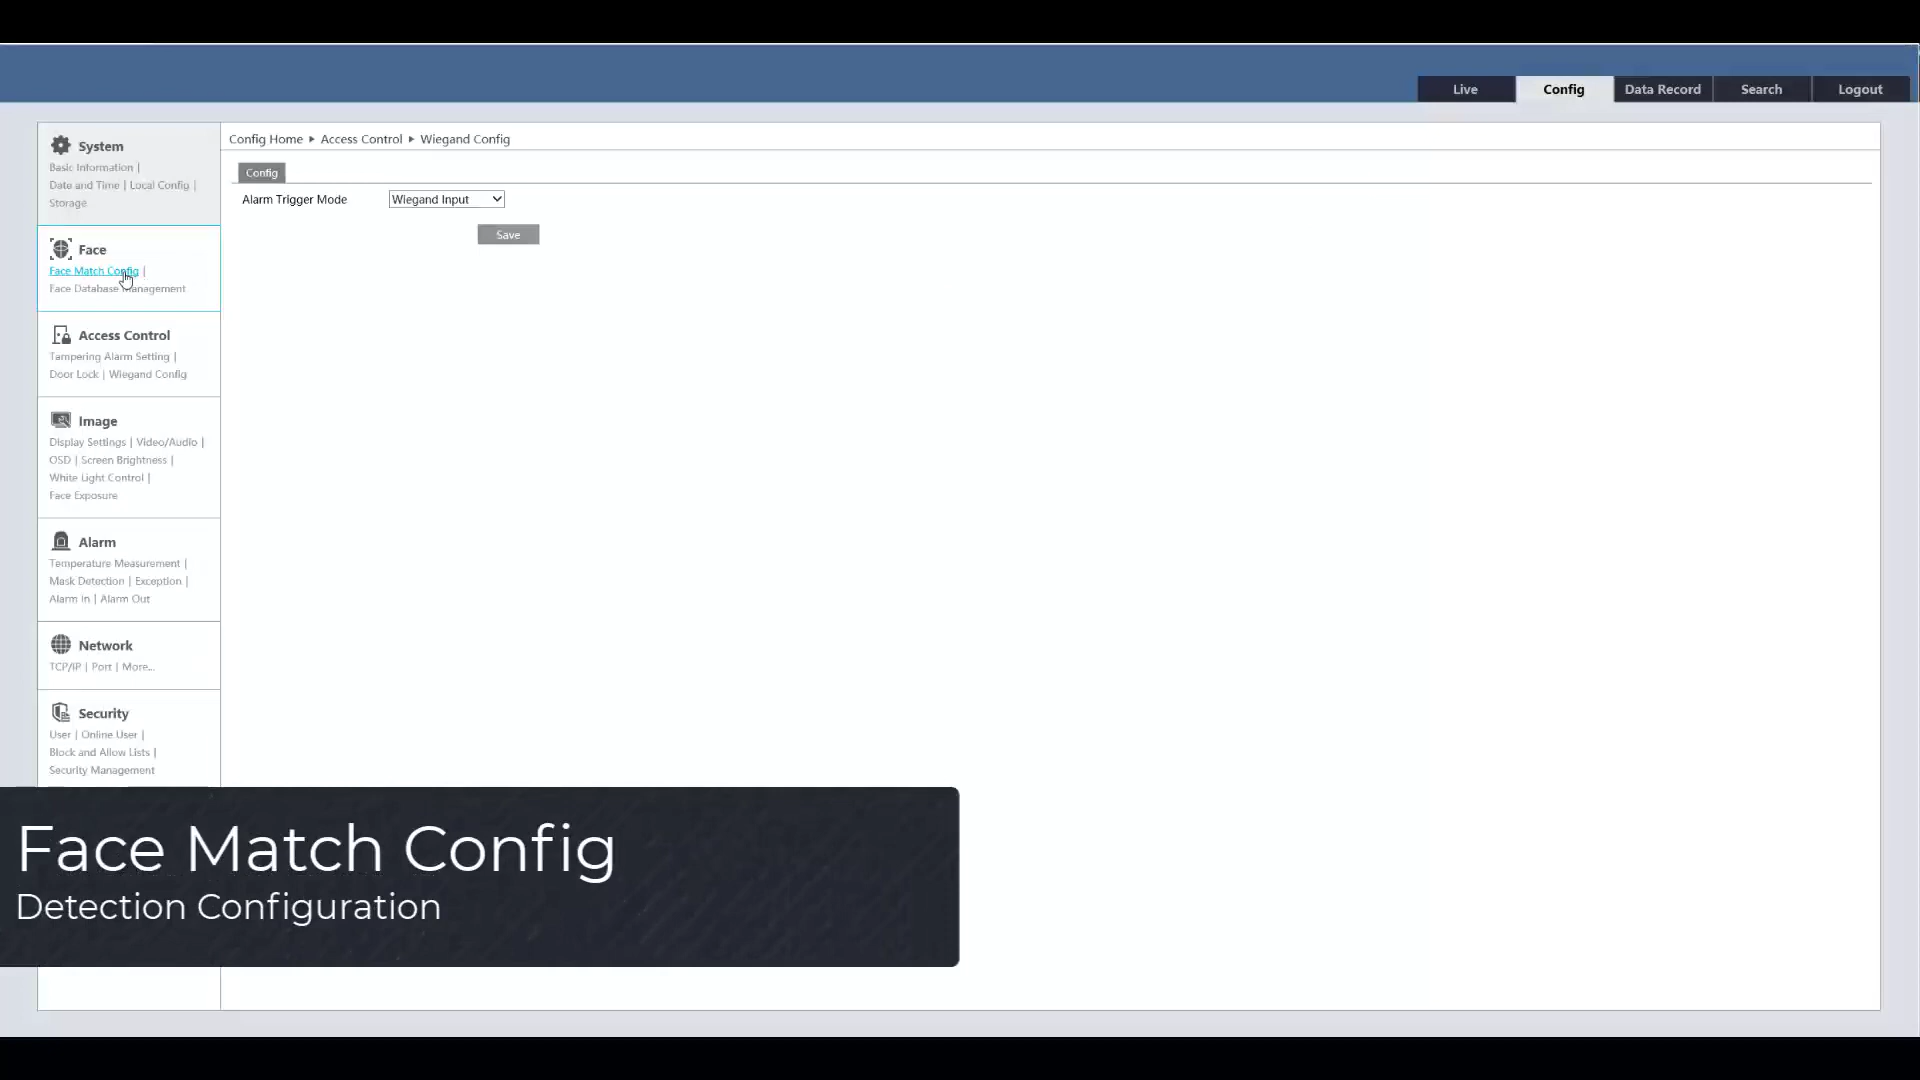 Live Config Data Record Search Logout
Config Home ▸ Access Control ▸ Wiegand Config
System
Basic Information |
Date and Time | Local Config |
Storage
Face
Face Match Config |
Face Database Management
Access Control
Tampering Alarm Setting |
Door Lock | Wiegand Config
Image
Display Settings | Video/Audio |
OSD | Screen Brightness |
White Light Control |
Face Exposure
Alarm
Temperature Measurement |
Mask Detection | Exception |
Alarm In | Alarm Out
Network
TCP/IP | Port | More...
Security
User | Online User |
Block and Allow Lists |
Security Management
Config
Alarm Trigger Mode Wiegand Input
Save
Face Match Config
Detection Configuration